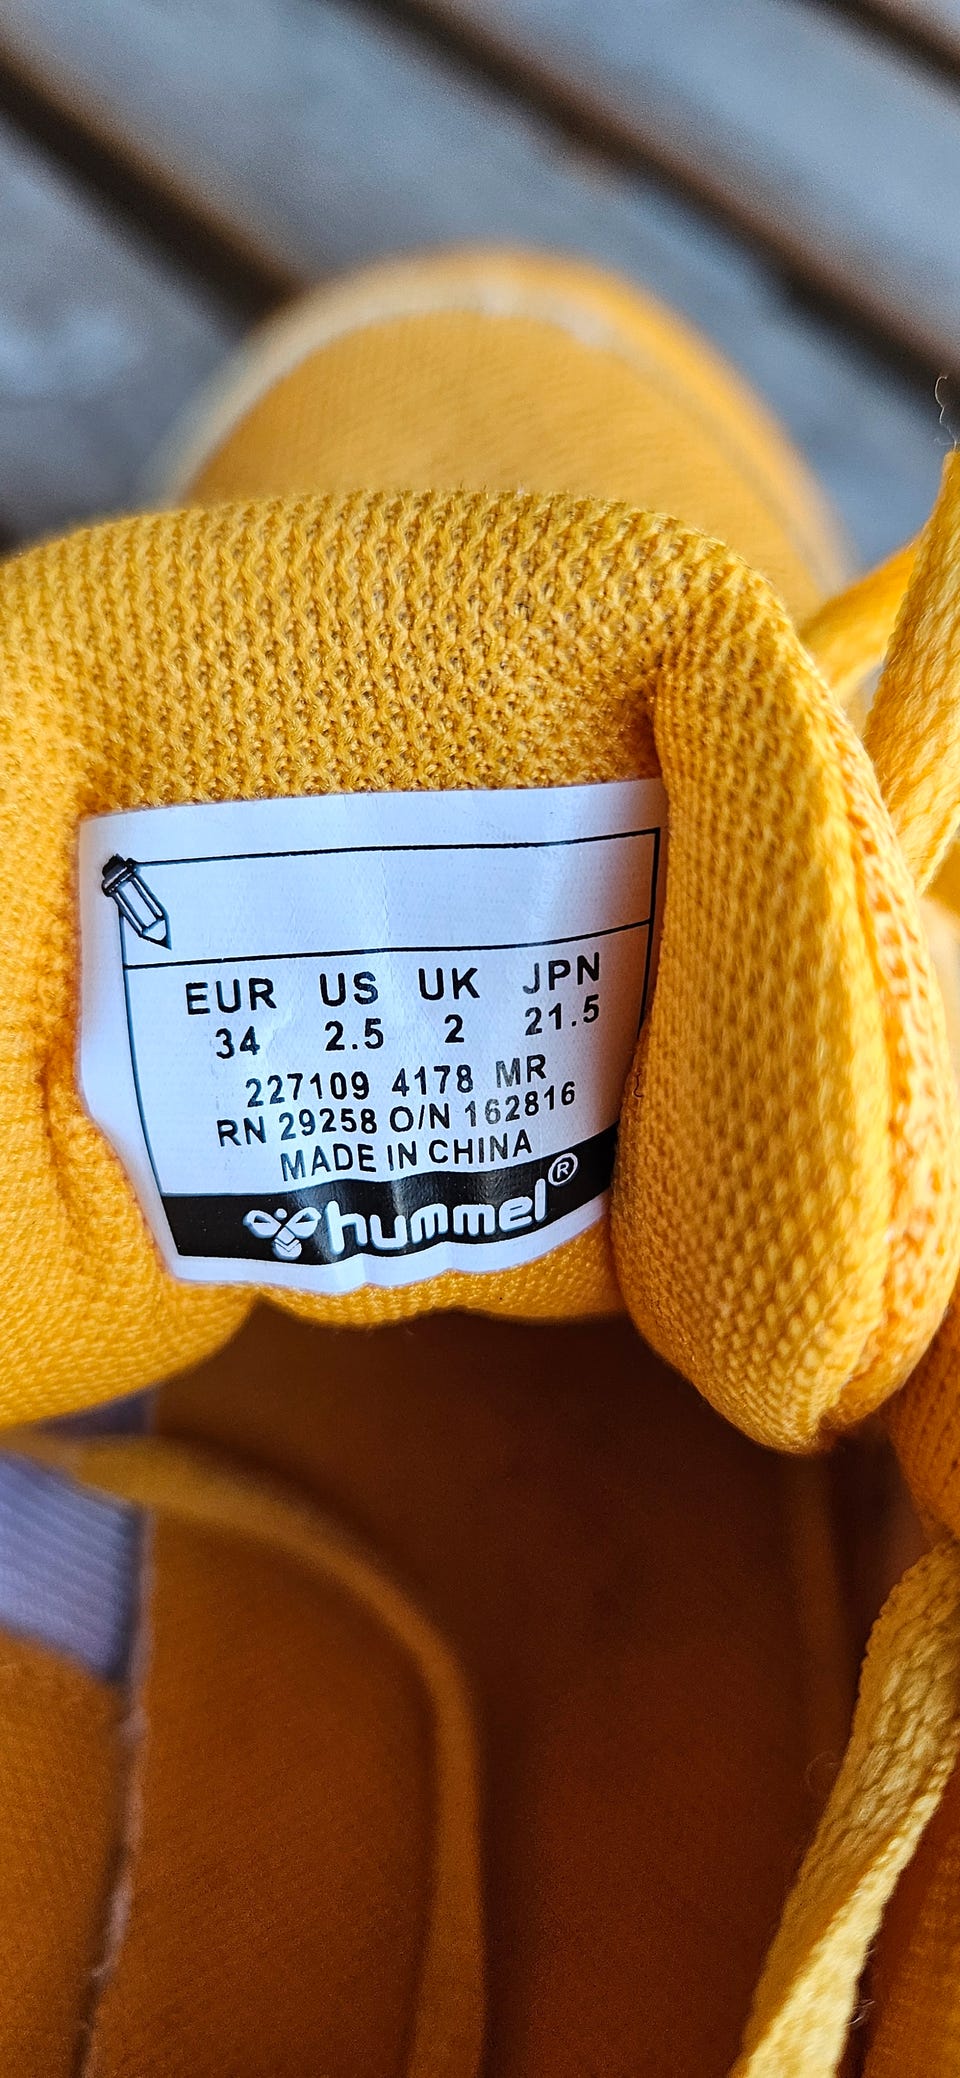 EUR US UK JPN
34 2.5 2 21.5
227109 4178 MR
RN 29258 O/N 162816
MADE IN CHINA
hummel®